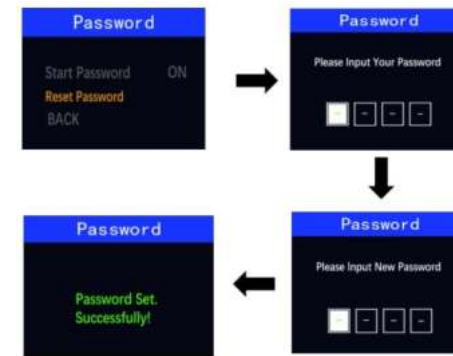 Password
Start Password ON
Reset Password
BACK
Password
Please Input Your Password
- - - -
Password
Please Input New Password
- - - -
Password
Password Set.
Successfully!